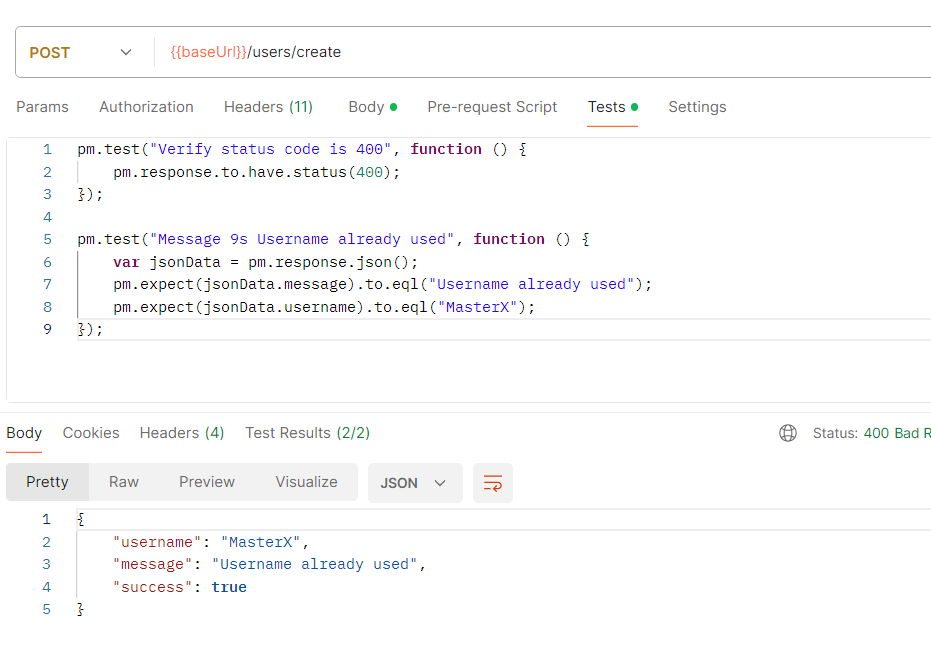 POST {{baseUrl}}/users/create
Params Authorization Headers (11) Body Pre-request Script Tests Settings
1 pm.test("Verify status code is 400", function () {
2 pm.response.to.have.status(400);
3 });
4
5 pm.test("Message 9s Username already used", function () {
6 var jsonData = pm.response.json();
7 pm.expect(jsonData.message).to.eql("Username already used");
8 pm.expect(jsonData.username).to.eql("MasterX");
9 });
Body Cookies Headers (4) Test Results (2/2) Status: 400 Bad R
Pretty Raw Preview Visualize JSON
1 {
2 "username": "MasterX",
3 "message": "Username already used",
4 "success": true
5 }